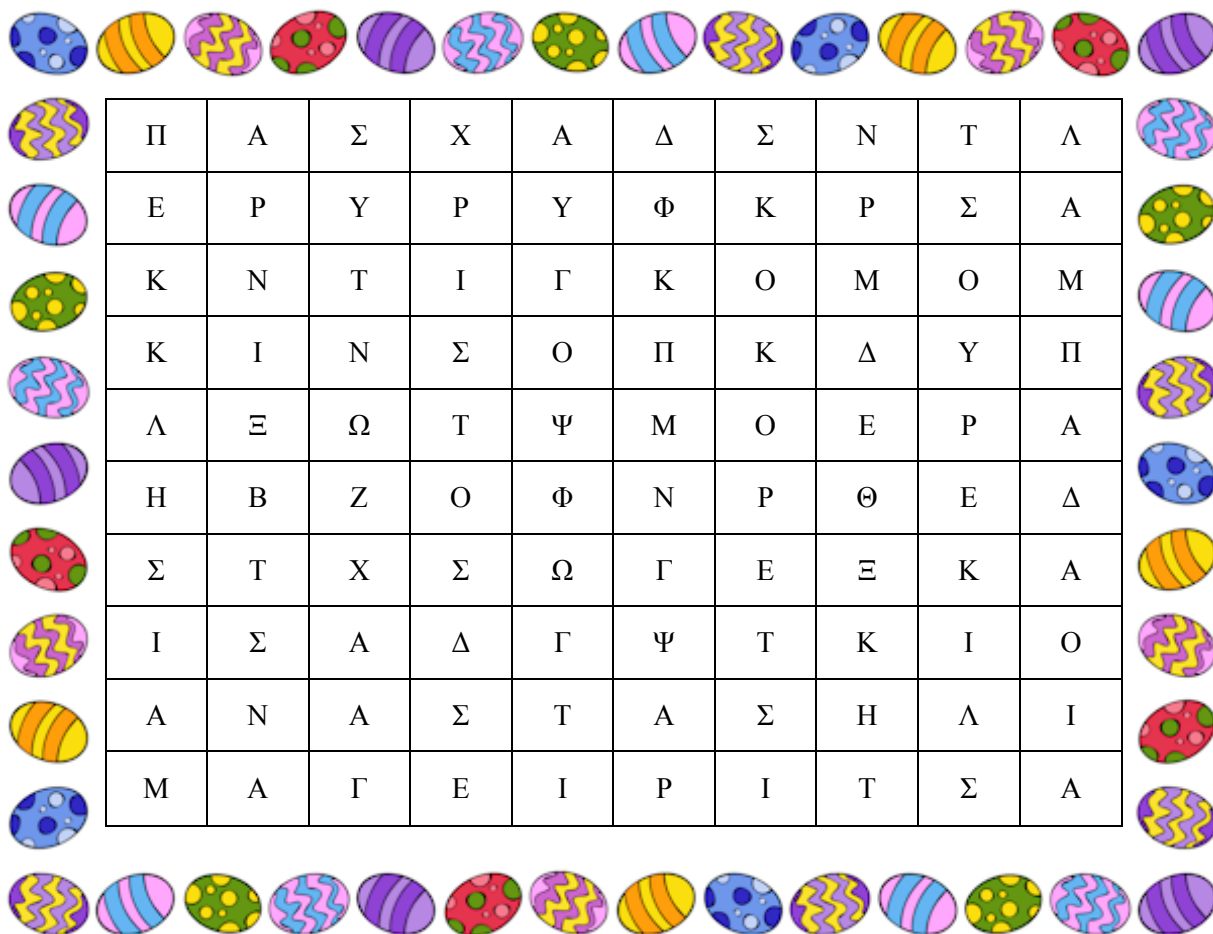 Π Α Σ Χ Α Δ Σ Ν Τ Λ
Ε Ρ Υ Ρ Υ Φ Κ Ρ Σ Α
Κ Ν Τ Ι Γ Κ Ο Μ Ο Μ
Κ Ι Ν Σ Ο Π Κ Δ Υ Π
Λ Ξ Ω Τ Ψ Μ Ο Ε Ρ Α
Η Β Ζ Ο Φ Ν Ρ Θ Ε Δ
Σ Τ Χ Σ Ω Γ Ε Ξ Κ Α
Ι Σ Α Δ Γ Ψ Τ Κ Ι Ο
Α Ν Α Σ Τ Α Σ Η Λ Ι
Μ Α Γ Ε Ι Ρ Ι Τ Σ Α